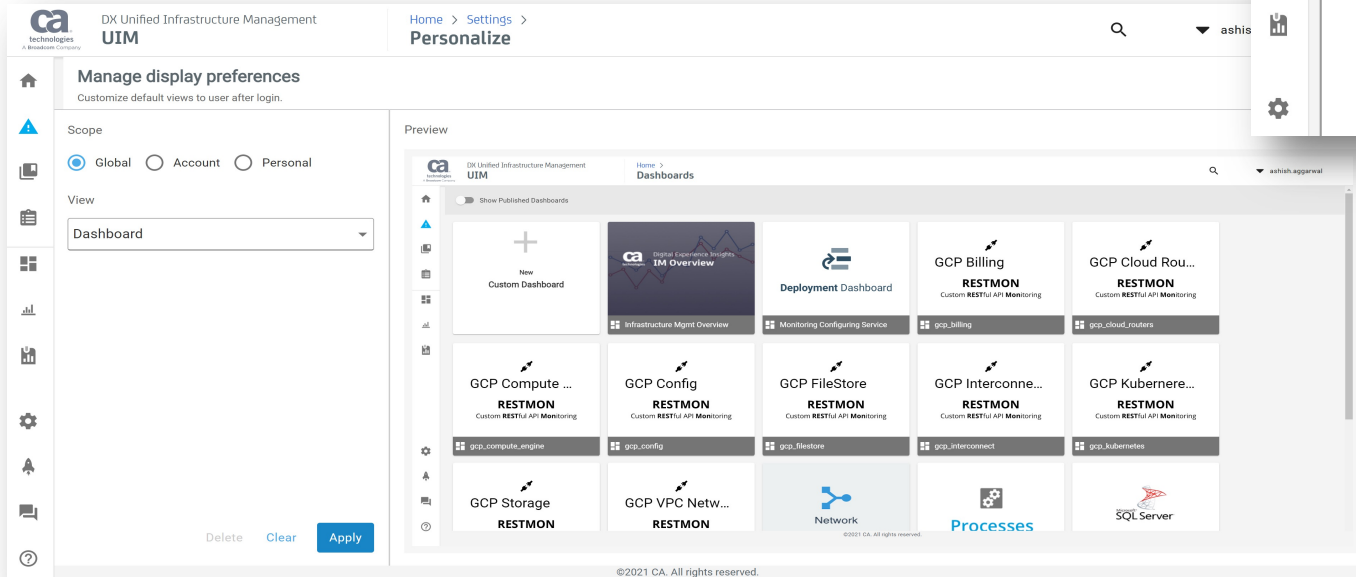 ca
technologies
A Broadcom Company
DX Unified Infrastructure Management
UIM
Home > Settings >
Personalize
ashis
Manage display preferences
Customize default views to user after login.
Scope
Global Account Personal
View
Dashboard
Delete Clear Apply
Preview
ca
technologies
A Broadcom Company
DX Unified Infrastructure Management
UIM
Home >
Dashboards
ashish.aggarwal
Show Published Dashboards
New
Custom Dashboard
ca
technologies
Digital Experience Insights
IM Overview
Infrastructure Mgmt Overview
Deployment Dashboard
Monitoring Configuring Service
GCP Billing
RESTMON
Custom RESTful API Monitoring
gcp_billing
GCP Cloud Rou...
RESTMON
Custom RESTful API Monitoring
gcp_cloud_routers
GCP Compute ...
RESTMON
Custom RESTful API Monitoring
gcp_compute_engine
GCP Config
RESTMON
Custom RESTful API Monitoring
gcp_config
GCP FileStore
RESTMON
Custom RESTful API Monitoring
gcp_filestore
GCP Interconne...
RESTMON
Custom RESTful API Monitoring
gcp_interconnect
GCP Kubernere...
RESTMON
Custom RESTful API Monitoring
gcp_kubernetes
GCP Storage
RESTMON
GCP VPC Netw...
RESTMON
Network
Processes
Microsoft
SQL Server
©2021 CA. All rights reserved.
©2021 CA. All rights reserved.